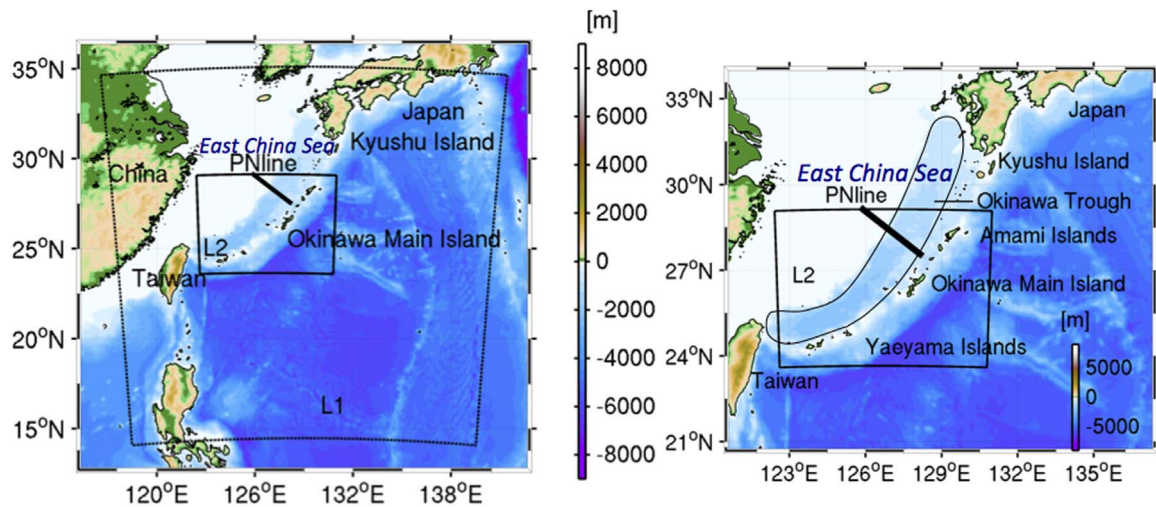 [m]
35°N
30°N
25°N
20°N
15°N
120°E
126°E
132°E
138°E
Japan
Kyushu Island
East China Sea
PNline
China
L2
Okinawa Main Island
Taiwan
L1
8000
6000
4000
2000
0
-2000
-4000
-6000
-8000
33°N
30°N
27°N
24°N
21°N
123°E
126°E
129°E
132°E
135°E
Japan
Kyushu Island
East China Sea
PNline
Okinawa Trough
Amami Islands
L2
Okinawa Main Island
[m]
Yaeyama Islands
Taiwan
5000
0
-5000